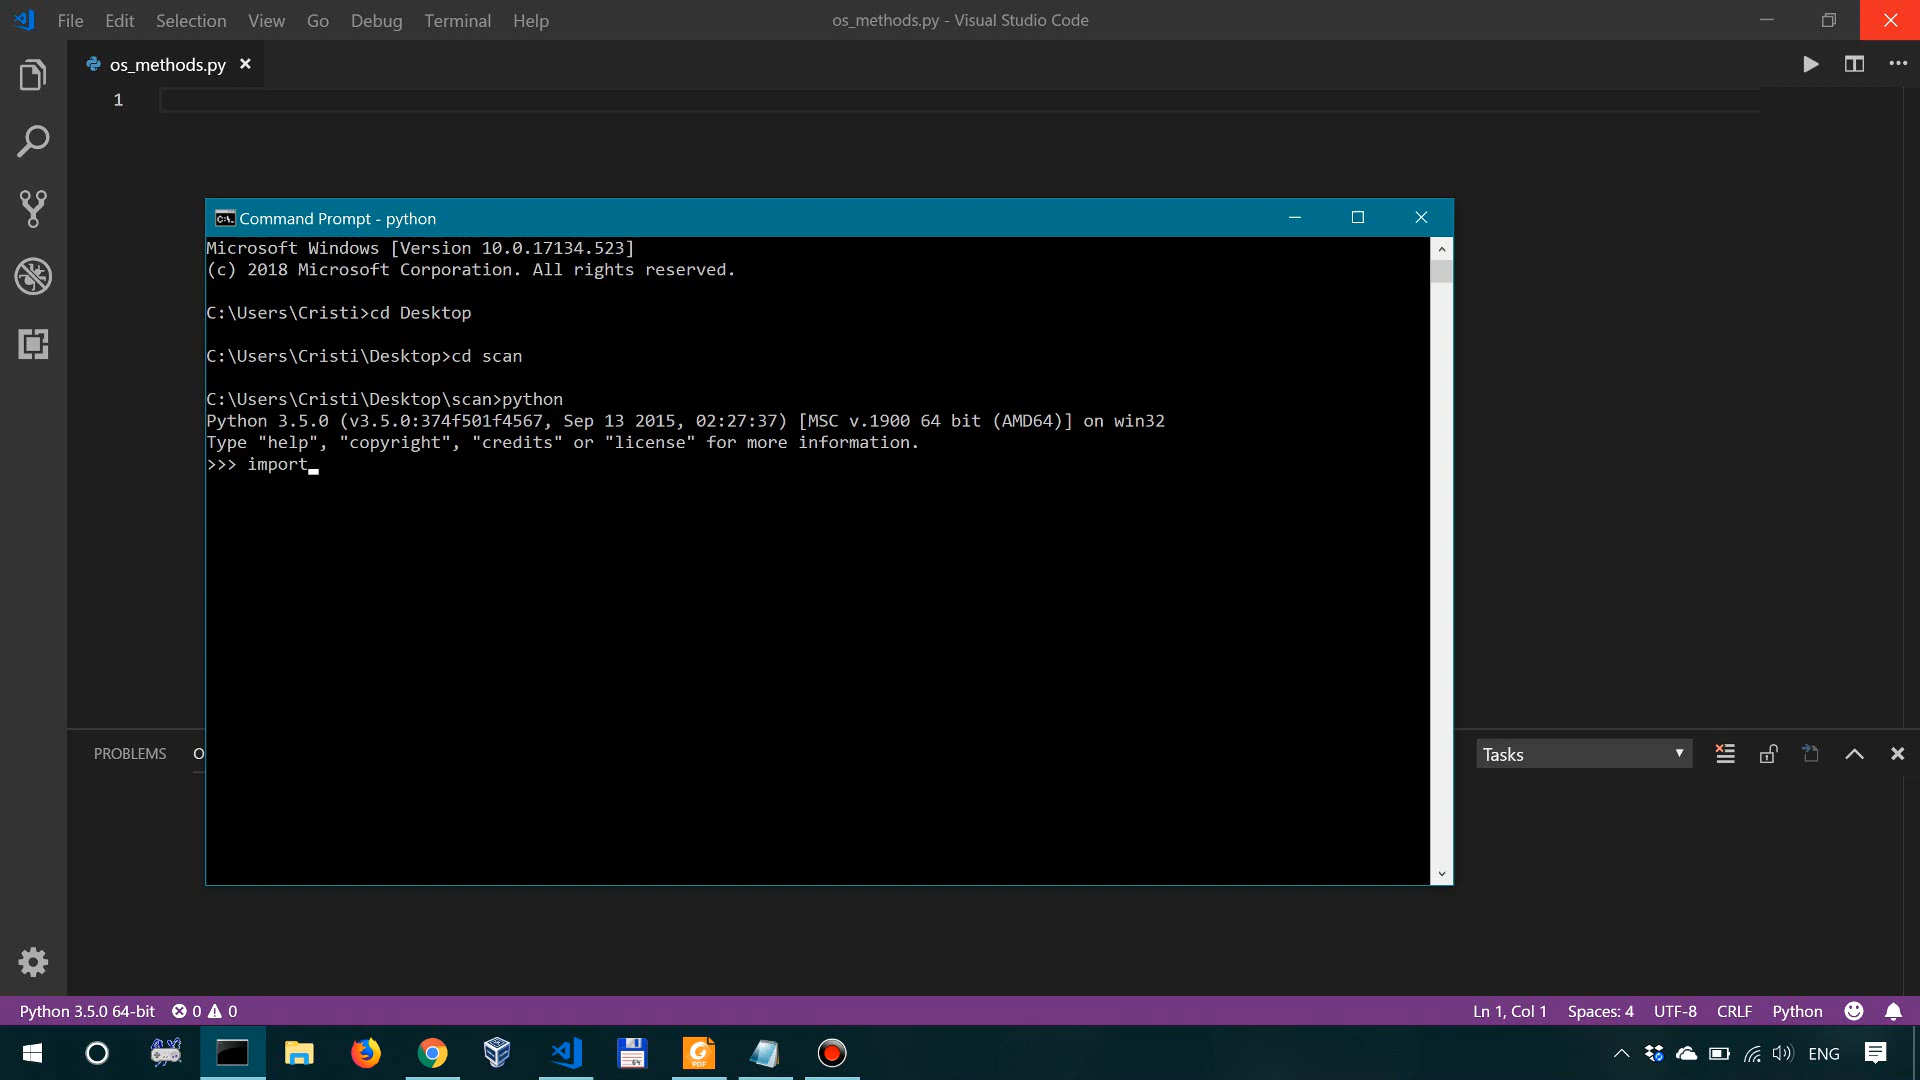 File Edit Selection View Go Debug Terminal Help
os_methods.py - Visual Studio Code
os_methods.py
1
Command Prompt - python
Microsoft Windows [Version 10.0.17134.523]
(c) 2018 Microsoft Corporation. All rights reserved.
C:\Users\Cristi>cd Desktop
C:\Users\Cristi\Desktop>cd scan
C:\Users\Cristi\Desktop\scan>python
Python 3.5.0 (v3.5.0:374f501f4567, Sep 13 2015, 02:27:37) [MSC v.1900 64 bit (AMD64)] on win32
Type "help", "copyright", "credits" or "license" for more information.
>>> import
PROBLEMS O
Tasks
Python 3.5.0 64-bit 0 0
Ln 1, Col 1 Spaces: 4 UTF-8 CRLF Python
PDF
ENG